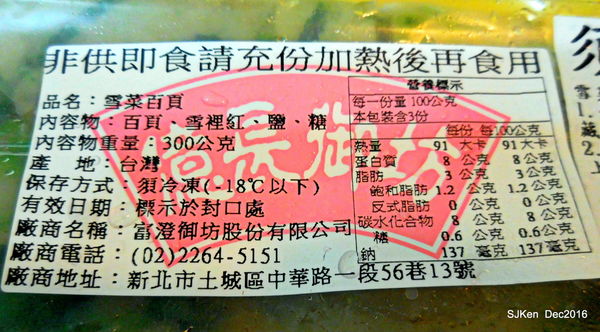 非供即食請充份加熱後再食用
品名：雪菜百頁
內容物：百頁、雪裡紅、鹽、糖
內容物重量：300公克
產　地：台灣
保存方式：須冷凍(-18℃以下)
有效日期：標示於封口處
廠商名稱：富澄御坊股份有限公司
廠商電話：(02)2264-5151
廠商地址：新北市土城區中華路一段56巷13號
長御坊
營養標示
每一份量 100公克
本包裝含3份
每份 每100公克
熱量 91 大卡 91 大卡
蛋白質 8 公克 8 公克
脂肪 3 公克 3 公克
飽和脂肪 1.2 公克 1.2 公克
反式脂肪 0 公克 0 公克
碳水化合物 8 公克 8 公克
糖 0.6 公克 0.6 公克
鈉 137 毫克 137 毫克
須
1.
2.
SJKen Dec2016